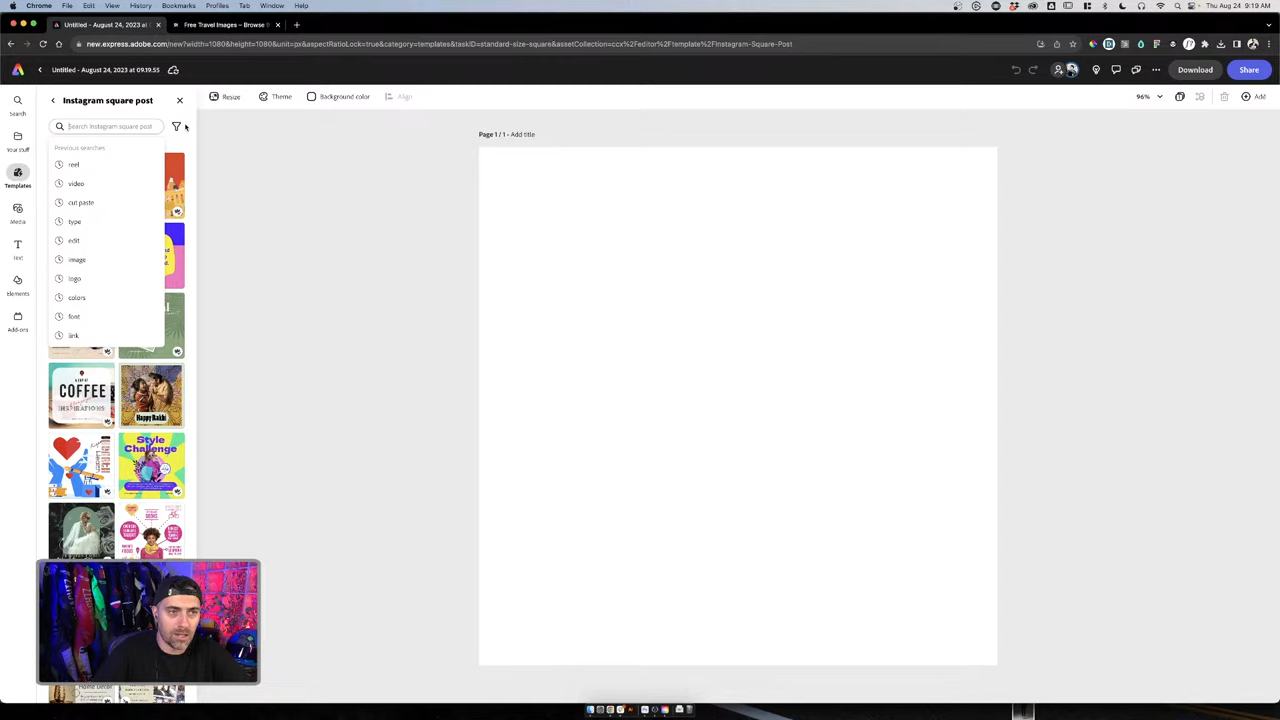 Chrome File Edit View History Bookmarks Profiles Tab Window Help Thu Aug 24 9:19 AM
Untitled - August 24, 2023 at
Free Travel Images – Browse
new.express.adobe.com/new?width=1080&height=1080&unit=px&aspectRatioLock=true&category=templates&taskID=standard-size-square&assetCollection=ccx%2Feditor%2Ftemplate%2FInstagram-Square-Post
Untitled - August 24, 2023 at 09.19.55
Download
Share
Instagram square post
Resize
Theme
Background color
Align
96%
Add
Search
Your stuff
Templates
Media
Text
Elements
Add-ons
Search Instagram square post
Previous searches
reel
video
cut paste
type
edit
image
logo
colors
font
link
Page 1 / 1 - Add title
A CUP OF
COFFEE
INSPIRATIONS
Happy Rakhi
Style
Challenge
Home Decor